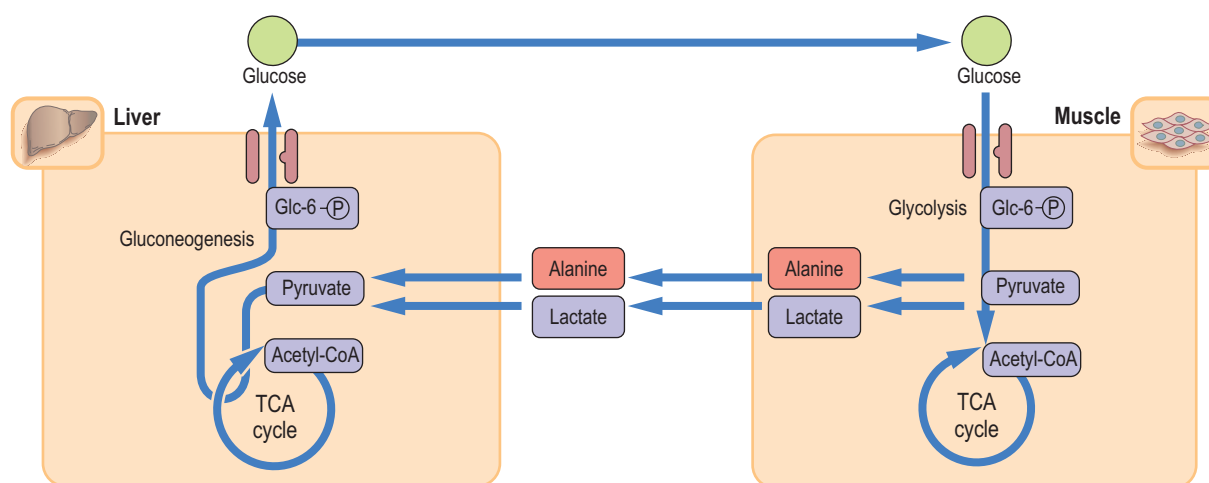 Glucose
Glucose
Liver
Muscle
Glc-6-P
Glycolysis
Glc-6-P
Gluconeogenesis
Alanine
Alanine
Pyruvate
Pyruvate
Lactate
Lactate
Acetyl-CoA
Acetyl-CoA
TCA
cycle
TCA
cycle